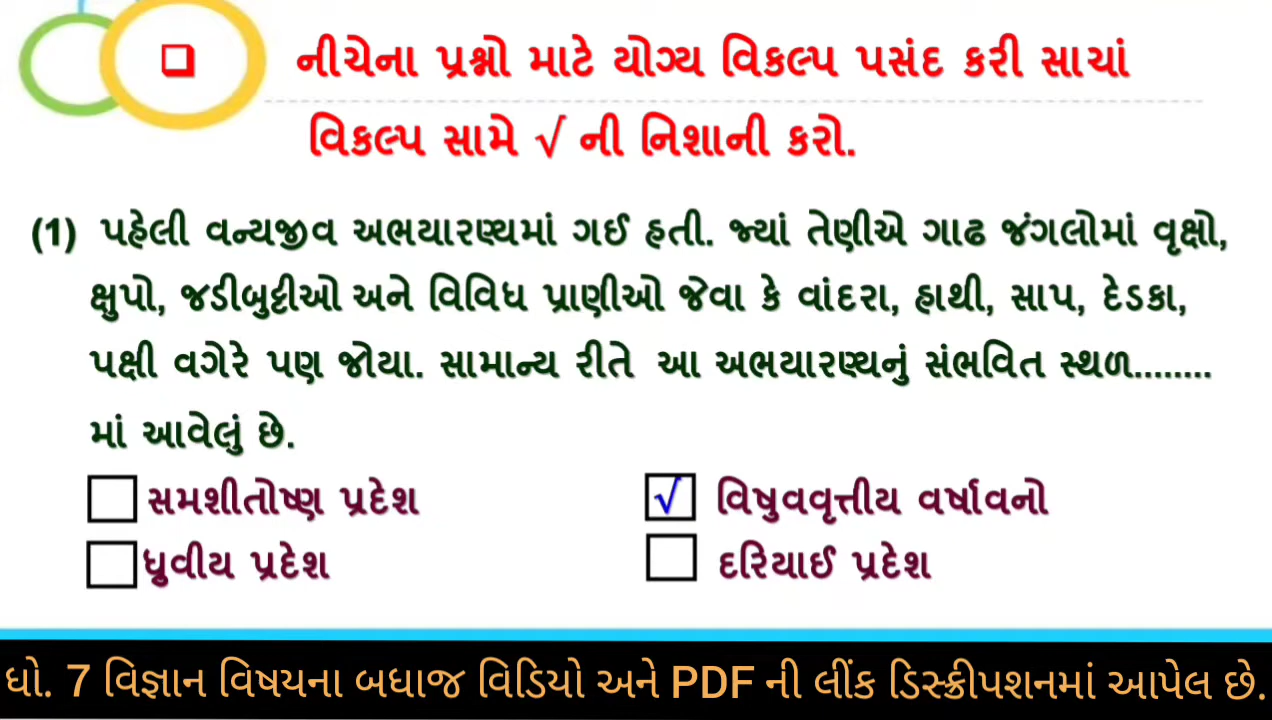 ❑ નીચેના પ્રશ્નો માટે યોગ્ય વિકલ્પ પસંદ કરી સાચાં
વિકલ્પ સામે √ ની નિશાની કરો.
(1) પહેલી વન્યજીવ અભયારણ્યમાં ગઈ હતી. જ્યાં તેણીએ ગાઢ જંગલોમાં વૃક્ષો,
ક્ષુપો, જડીબુટ્ટીઓ અને વિવિધ પ્રાણીઓ જેવા કે વાંદરા, હાથી, સાપ, દેડકા,
પક્ષી વગેરે પણ જોયા. સામાન્ય રીતે આ અભયારણ્યનું સંભવિત સ્થળ........
માં આવેલું છે.
સમશીતોષ્ણ પ્રદેશ √ વિષુવવૃત્તીય વર્ષાવનો
ધ્રુવીય પ્રદેશ દરિયાઈ પ્રદેશ
ધો. 7 વિજ્ઞાન વિષયના બધાજ વિડિયો અને PDF ની લીંક ડિસ્ક્રીપશનમાં આપેલ છે.